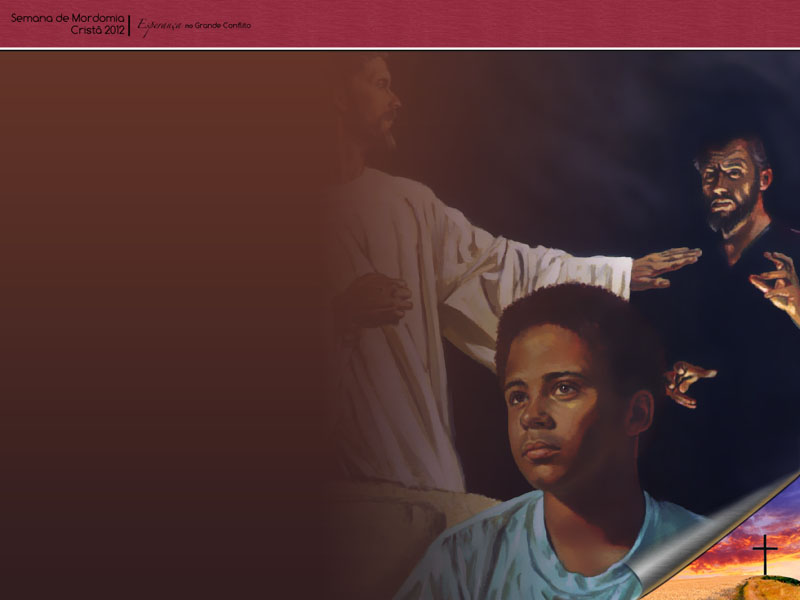 Semana de Mordomia
Cristã 2012
Esperança no Grande Conflito